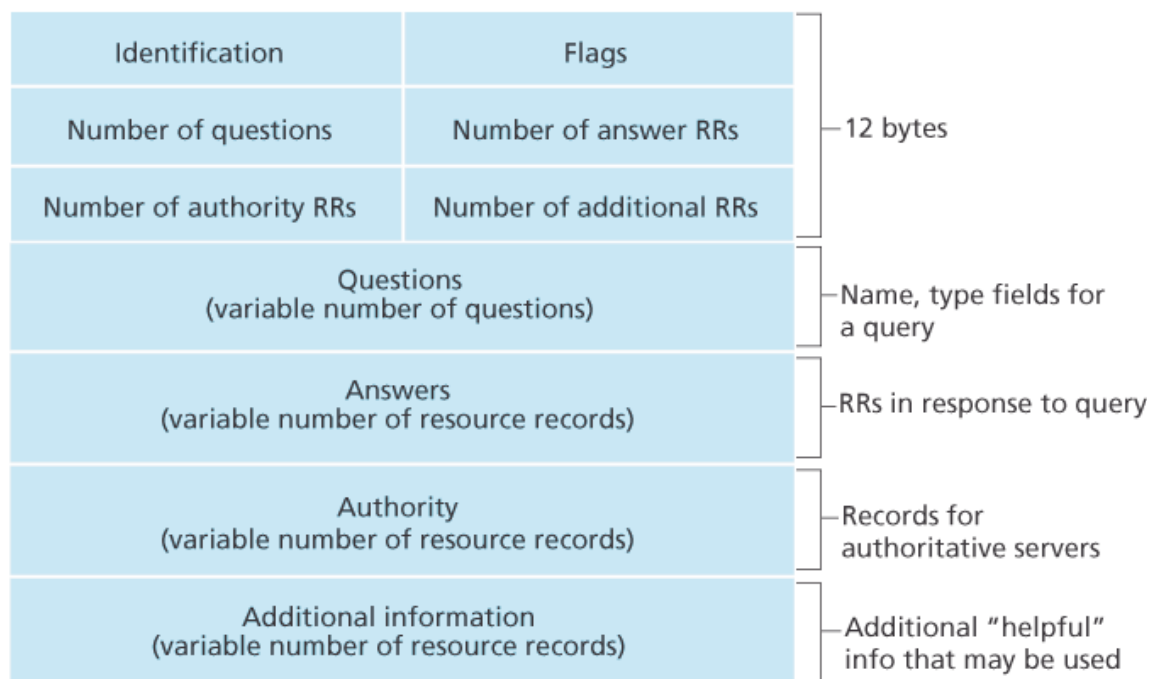 Identification
Flags
Number of questions
Number of answer RRs
12 bytes
Number of authority RRs
Number of additional RRs
Questions
(variable number of questions)
Name, type fields for
a query
Answers
(variable number of resource records)
RRs in response to query
Authority
(variable number of resource records)
Records for
authoritative servers
Additional information
(variable number of resource records)
Additional “helpful”
info that may be used